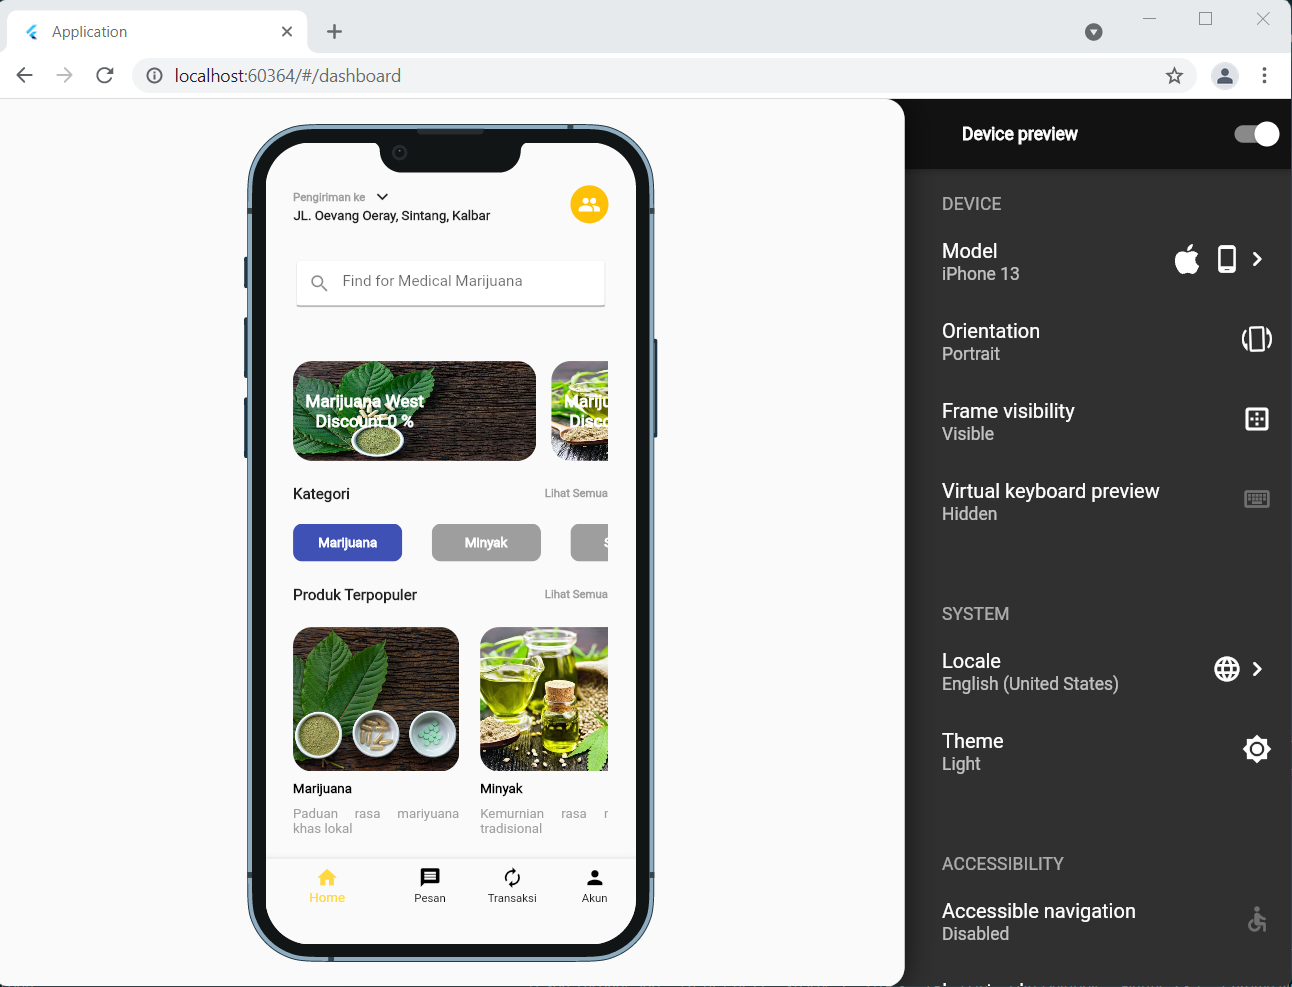 Application
localhost:60364/#/dashboard
Pengiriman ke
JL. Oevang Oeray, Sintang, Kalbar
Find for Medical Marijuana
Marijuana West
Discount 0 %
Mariju
Disco
Kategori
Lihat Semua
Marijuana
Minyak
S
Produk Terpopuler
Lihat Semua
Marijuana
Paduan rasa mariyuana
khas lokal
Minyak
Kemurnian rasa r
tradisional
Home
Pesan
Transaksi
Akun
Device preview
DEVICE
Model
iPhone 13
Orientation
Portrait
Frame visibility
Visible
Virtual keyboard preview
Hidden
SYSTEM
Locale
English (United States)
Theme
Light
ACCESSIBILITY
Accessible navigation
Disabled